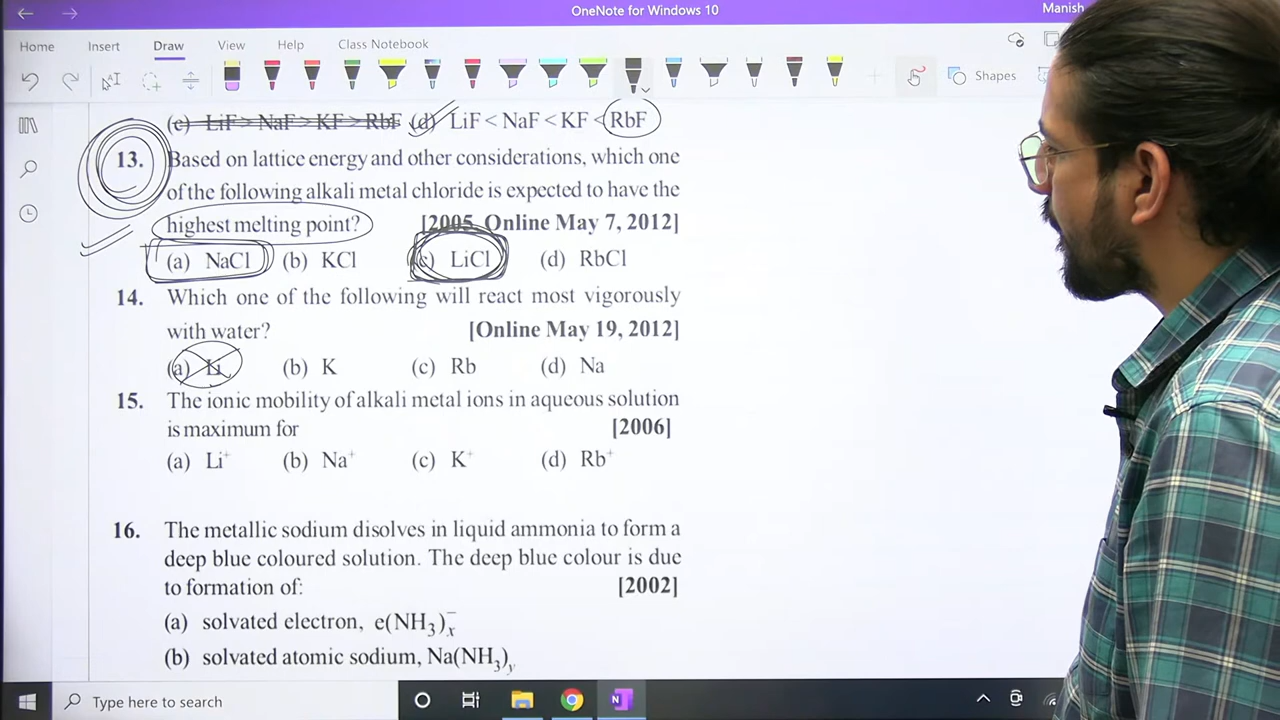 OneNote for Windows 10
Manish
Home Insert Draw View Help Class Notebook
Shapes
(c) LiF > NaF > KF > RbF (d) LiF < NaF < KF < RbF
13. Based on lattice energy and other considerations, which one
of the following alkali metal chloride is expected to have the
highest melting point? [2005, Online May 7, 2012]
(a) NaCl (b) KCl (c) LiCl (d) RbCl
14. Which one of the following will react most vigorously
with water? [Online May 19, 2012]
(a) Li (b) K (c) Rb (d) Na
15. The ionic mobility of alkali metal ions in aqueous solution
is maximum for [2006]
(a) Li⁺ (b) Na⁺ (c) K⁺ (d) Rb⁺
16. The metallic sodium disolves in liquid ammonia to form a
deep blue coloured solution. The deep blue colour is due
to formation of: [2002]
(a) solvated electron, e(NH₃)ₓ⁻
(b) solvated atomic sodium, Na(NH₃)y
Type here to search